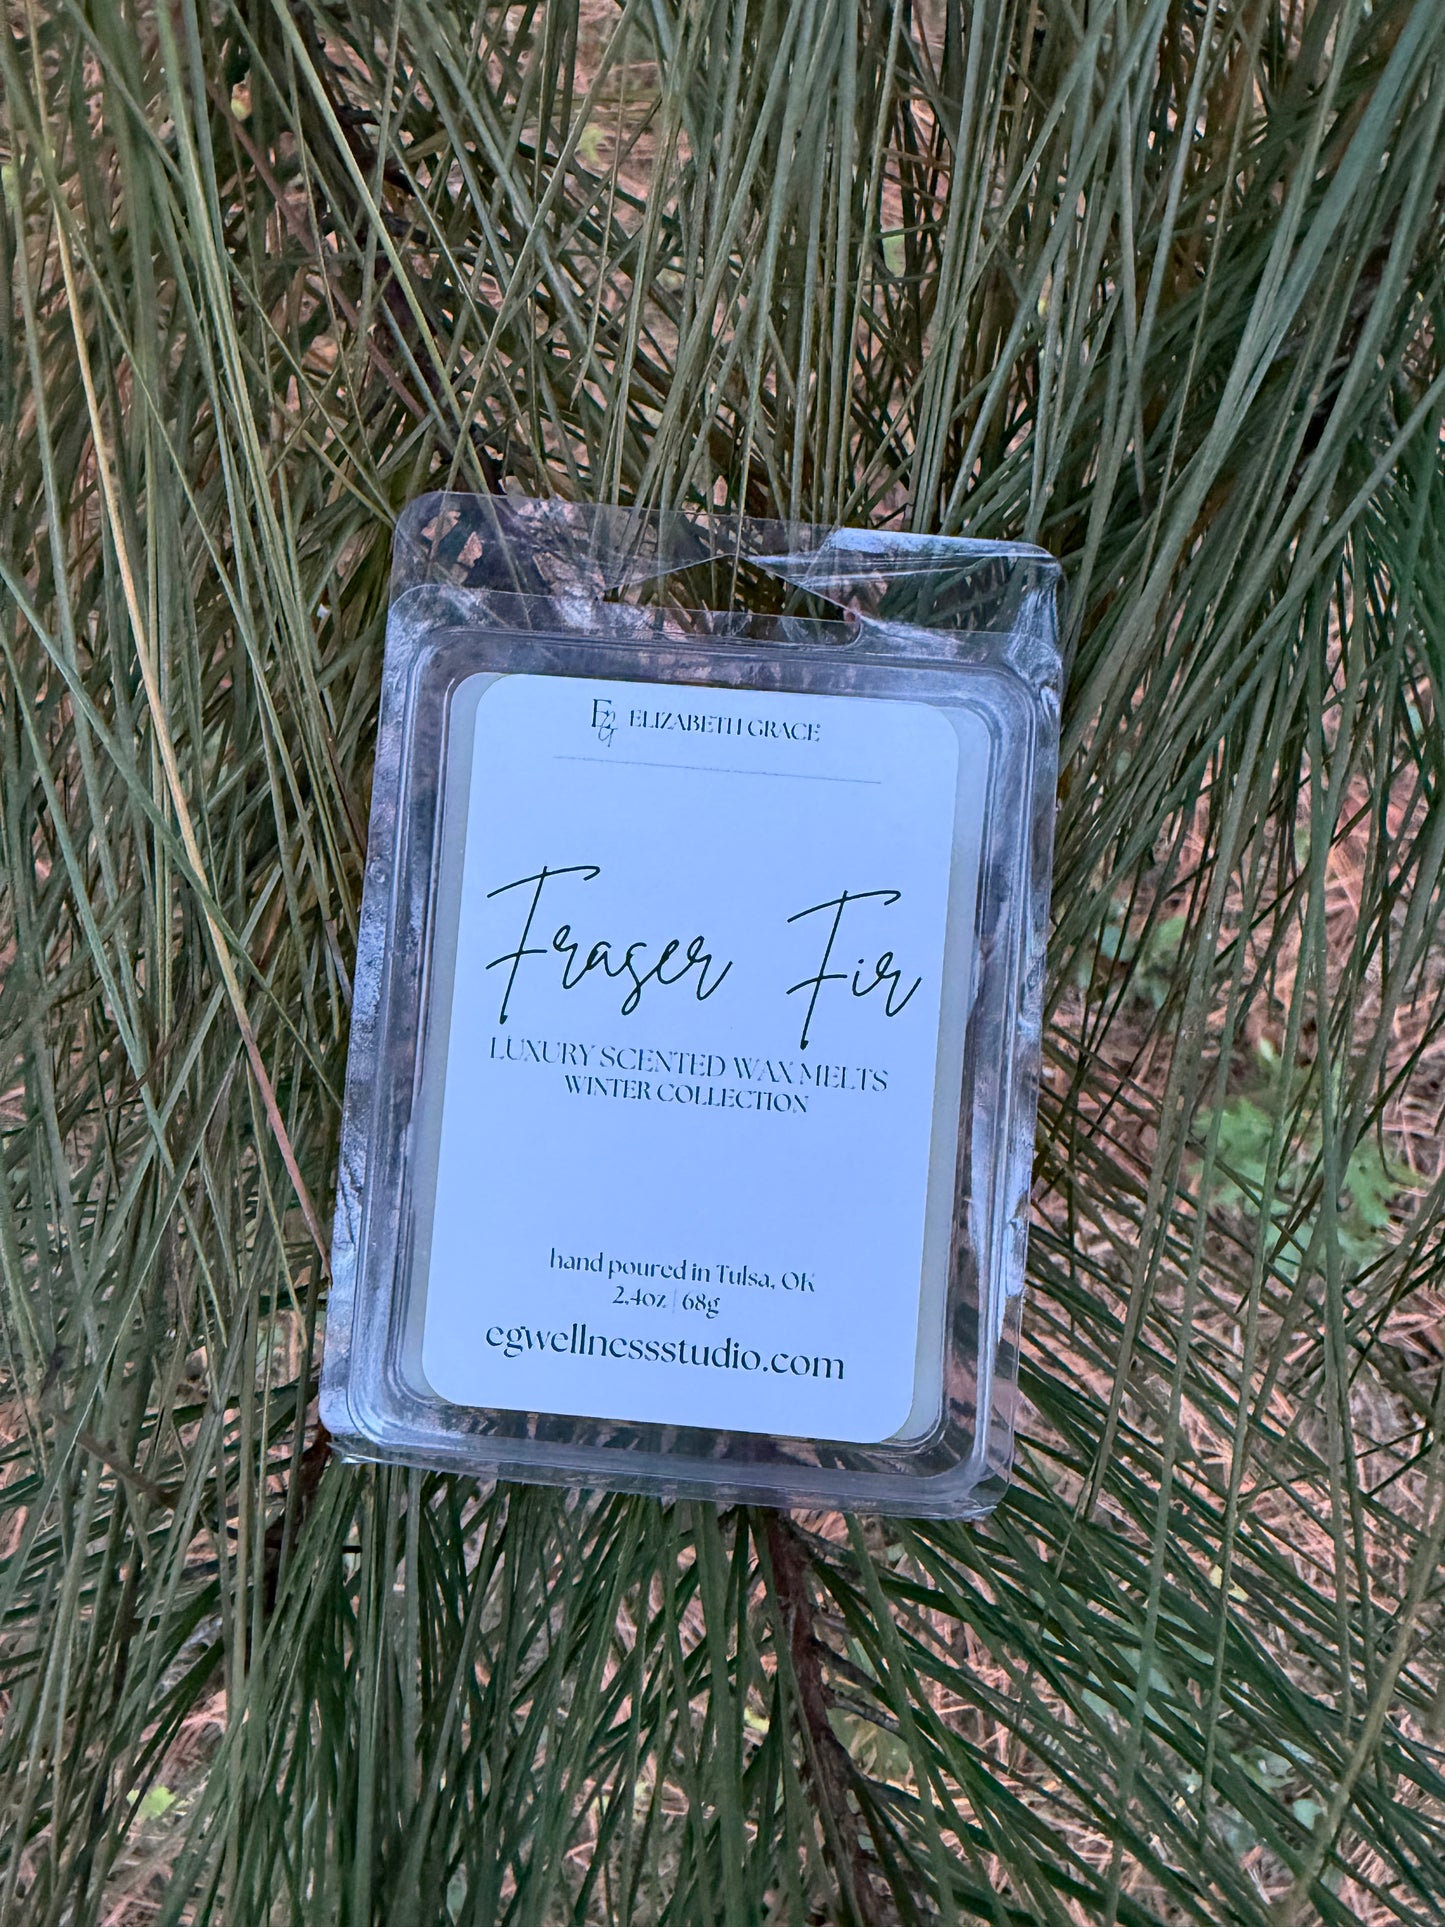 EG ELIZABETH GRACE
Fraser Fir
LUXURY SCENTED WAX MELTS
WINTER COLLECTION
hand poured in Tulsa, OK
2.4oz | 68g
egwellnessstudio.com